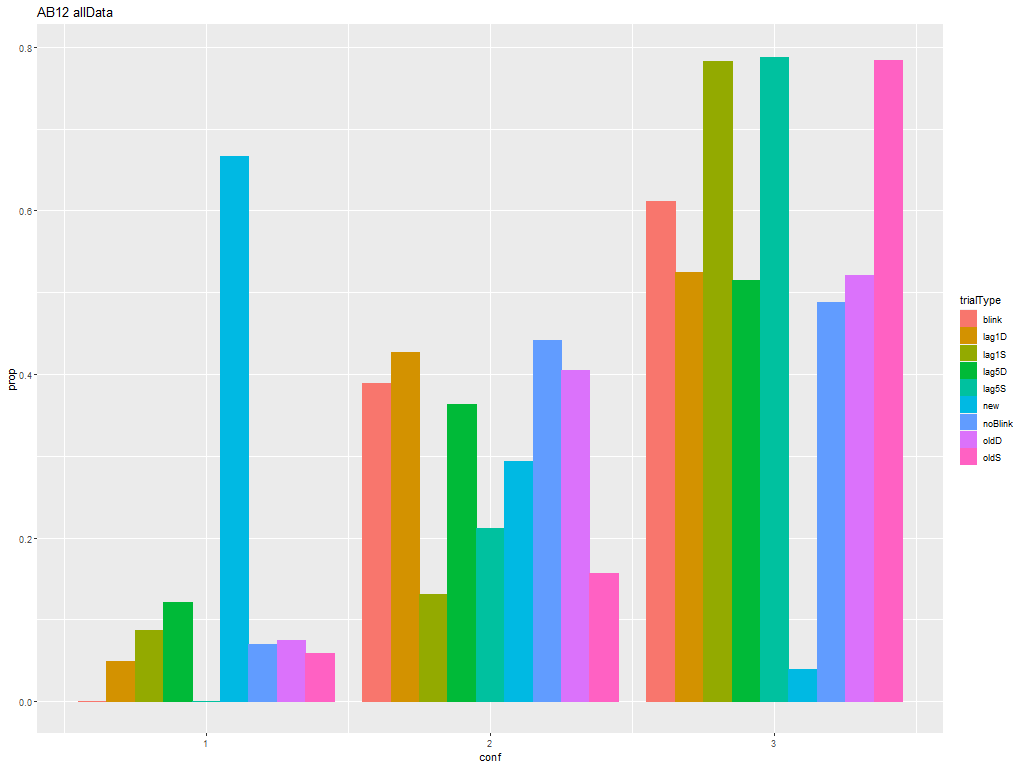 AB12 allData
0.8
0.6
0.4
0.2
0.0
prop
1
2
3
conf
trialType
blink
lag1D
lag1S
lag5D
lag5S
new
noBlink
oldD
oldS